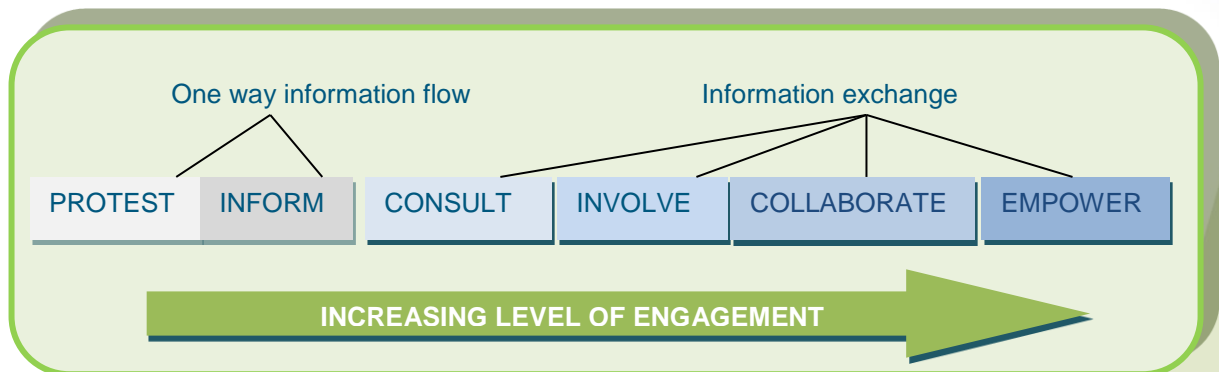 One way information flow Information exchange
PROTEST INFORM CONSULT INVOLVE COLLABORATE EMPOWER
INCREASING LEVEL OF ENGAGEMENT